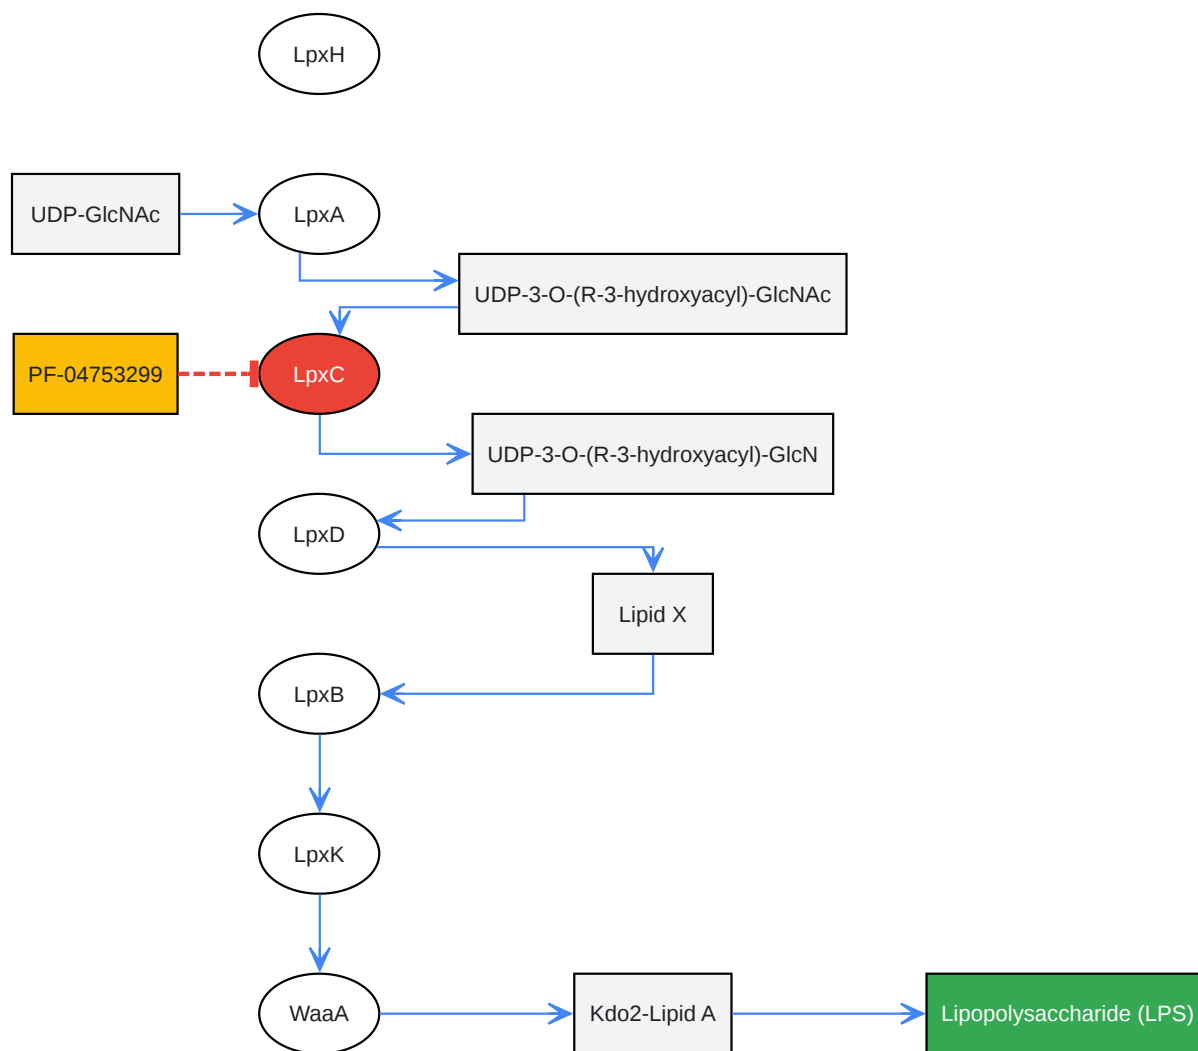 LpxH
UDP-GlcNAc
LpxA
UDP-3-O-(R-3-hydroxyacyl)-GlcNAc
PF-04753299
LpxC
UDP-3-O-(R-3-hydroxyacyl)-GlcN
LpxD
Lipid X
LpxB
LpxK
WaaA
Kdo2-Lipid A
Lipopolysaccharide (LPS)